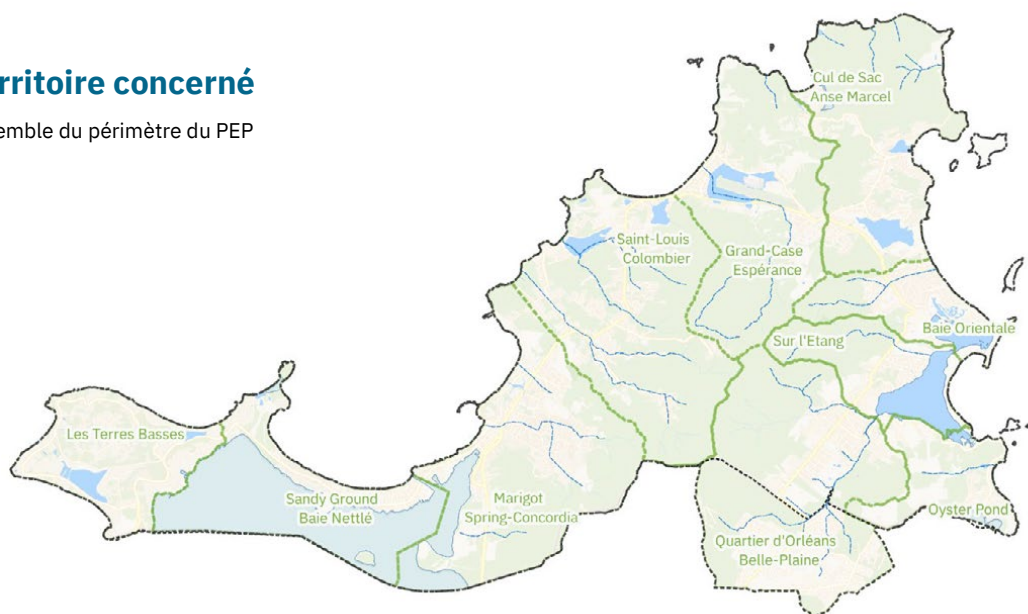 rritoire concerné
emble du périmètre du PEP
Cul de Sac
Anse Marcel
Saint-Louis
Colombier
Grand-Case
Espérance
Baie Orientale
Sur l'Etang
Les Terres Basses
Sandy Ground
Baie Nettlé
Marigot
Spring-Concordia
Oyster Pond
Quartier d'Orléans
Belle-Plaine